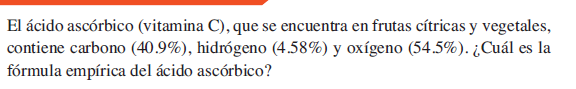 El ácido ascórbico (vitamina C), que se encuentra en frutas cítricas y vegetales,
contiene carbono (40.9%), hidrógeno (4.58%) y oxígeno (54.5%). ¿Cuál es la
fórmula empírica del ácido ascórbico?